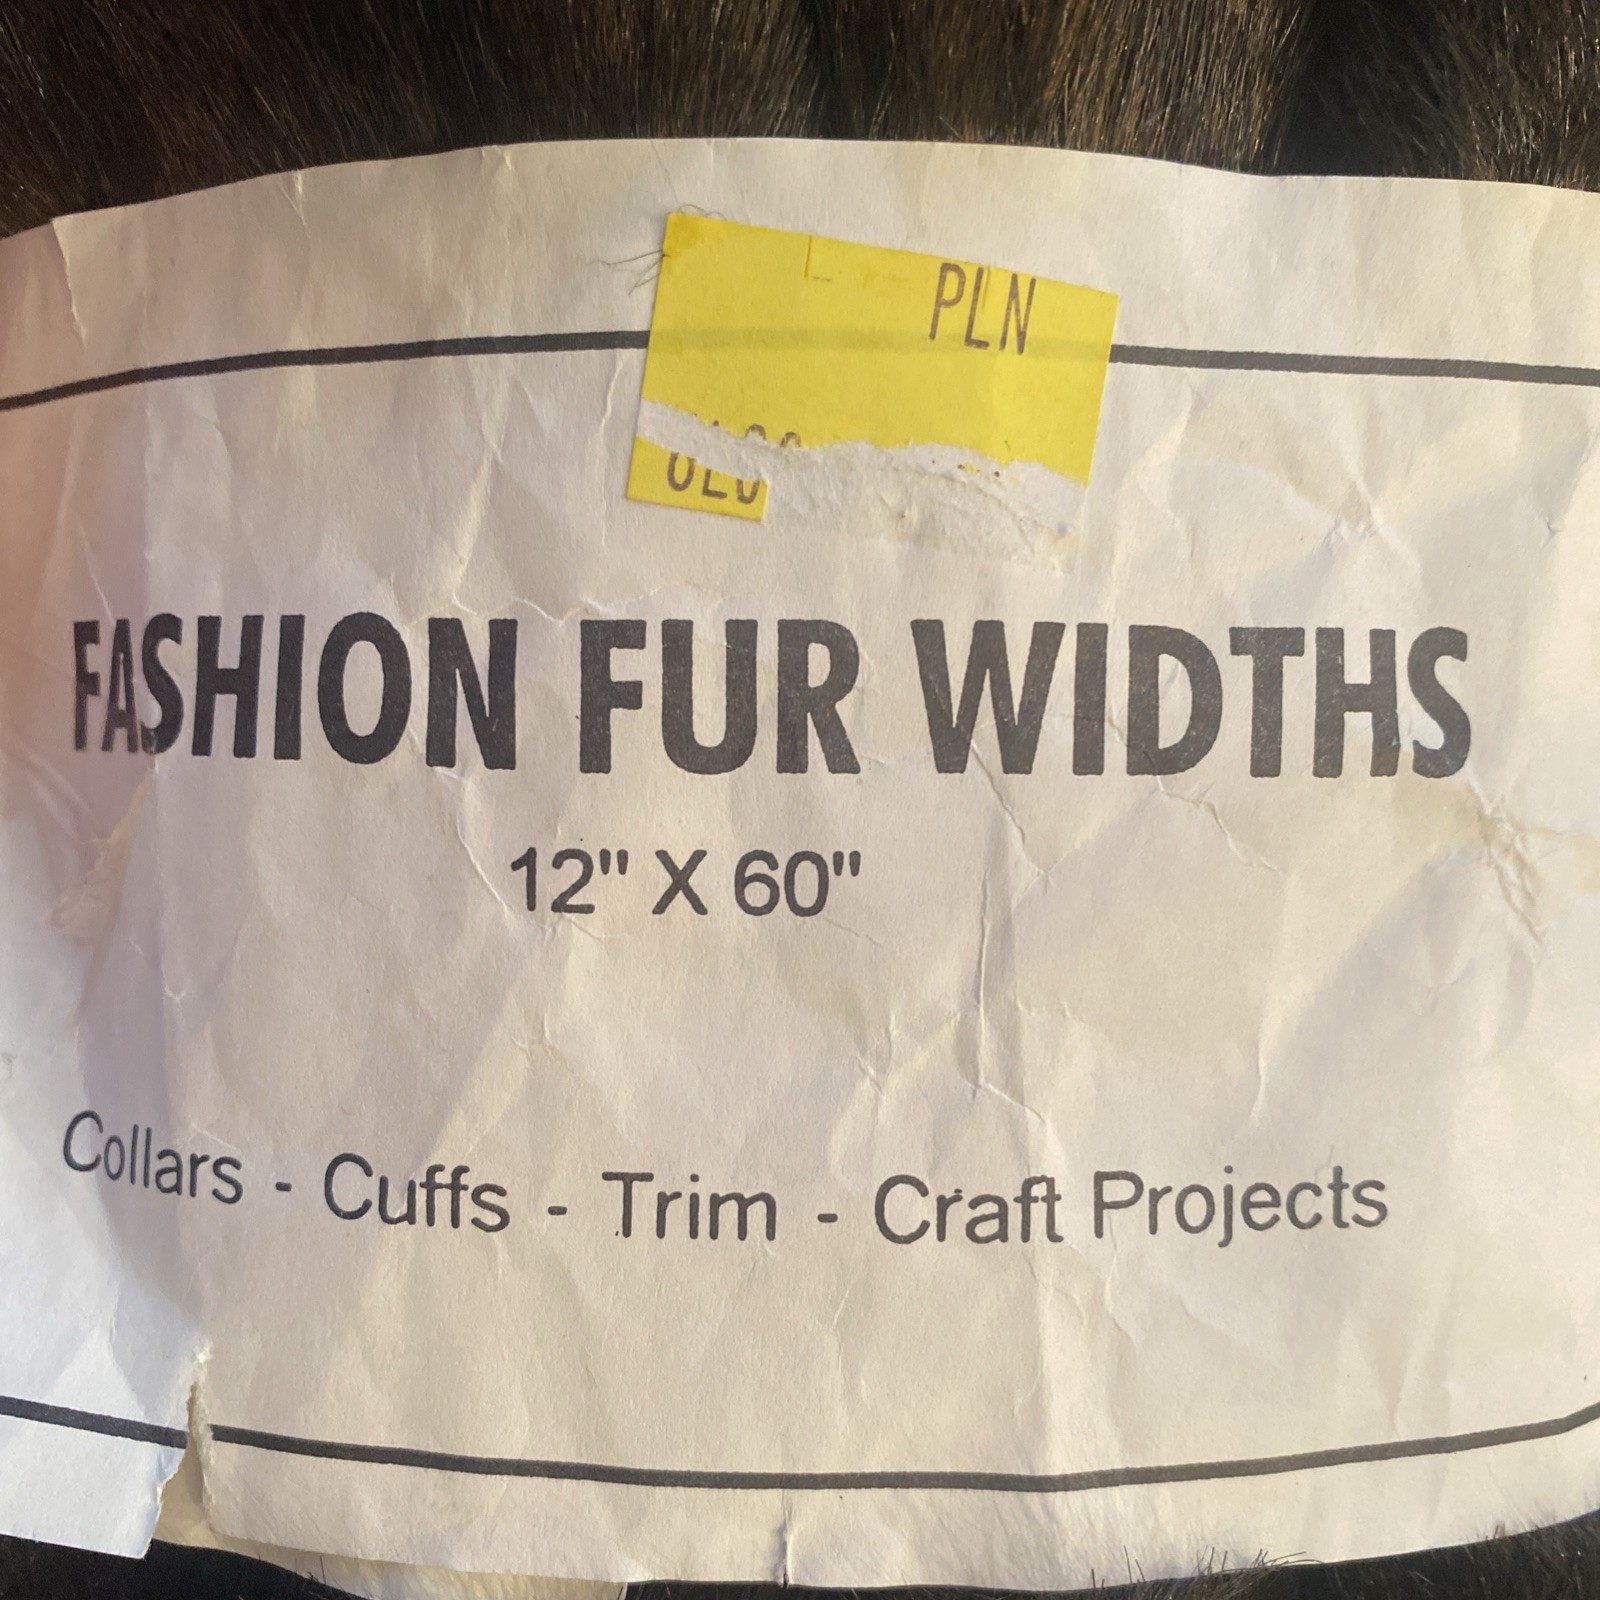 PLN
FASHION FUR WIDTHS
12" X 60"
Collars - Cuffs - Trim - Craft Projects